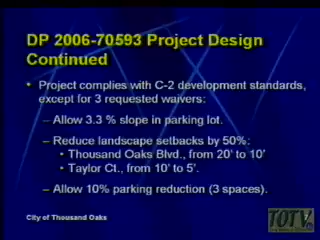 DP 2006-70593 Project Design
Continued
• Project complies with C-2 development standards,
except for 3 requested waivers:
– Allow 3.3 % slope in parking lot.
– Reduce landscape setbacks by 50%:
• Thousand Oaks Blvd., from 20' to 10'
• Taylor Ct., from 10' to 5'.
– Allow 10% parking reduction (3 spaces).
City of Thousand Oaks
TOTV